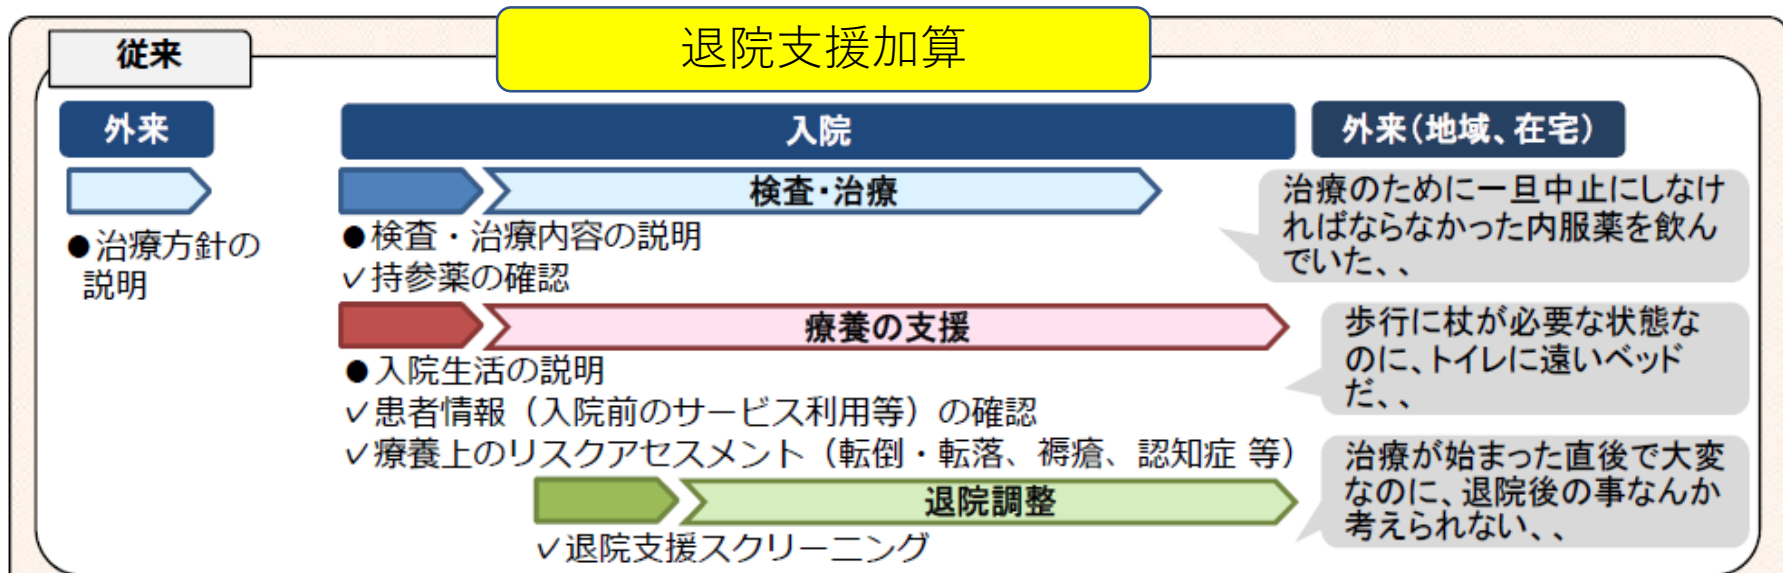 退院支援加算
従来
外来
入院
外来(地域、在宅)
●治療方針の
説明
検査・治療
●検査・治療内容の説明
✓持参薬の確認
療養の支援
●入院生活の説明
✓患者情報（入院前のサービス利用等）の確認
✓療養上のリスクアセスメント（転倒・転落、褥瘡、認知症 等）
退院調整
✓退院支援スクリーニング
治療のために一旦中止にしなけ
ればならなかった内服薬を飲ん
でいた、、
歩行に杖が必要な状態な
のに、トイレに遠いベッド
だ、、
治療が始まった直後で大変
なのに、退院後の事なんか
考えられない、、